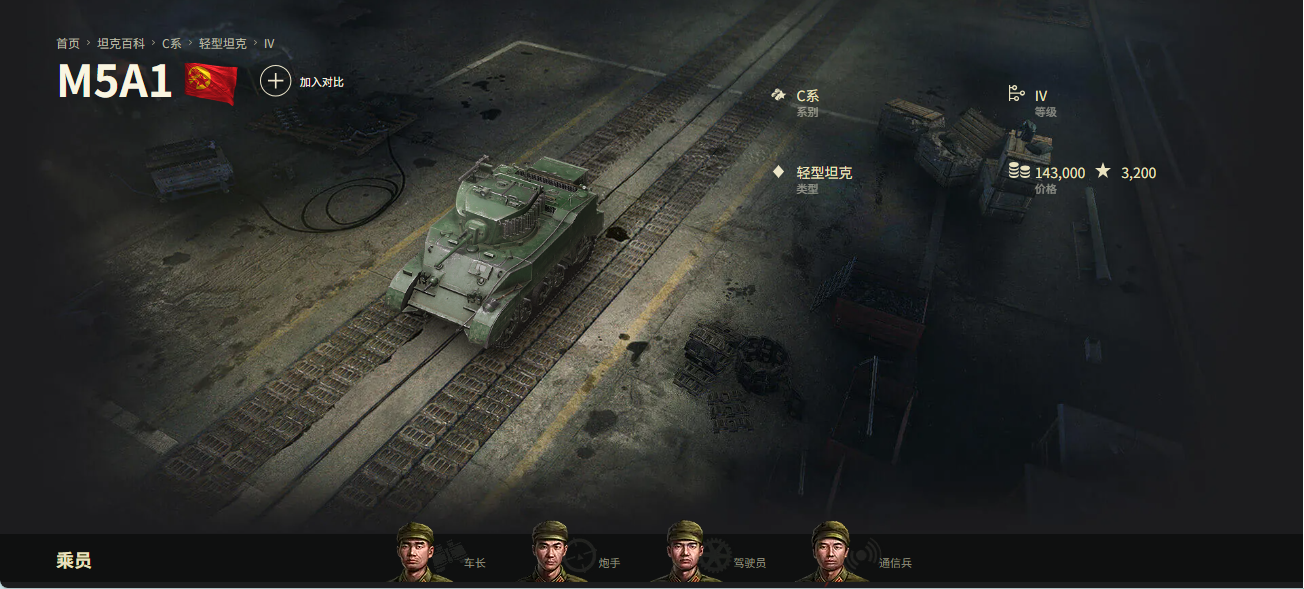 首页 › 坦克百科 › C系 › 轻型坦克 › IV
M5A1
加入对比
C系
系别
IV
等级
轻型坦克
类型
143,000 3,200
价格
乘员
车长
炮手
驾驶员
通信兵